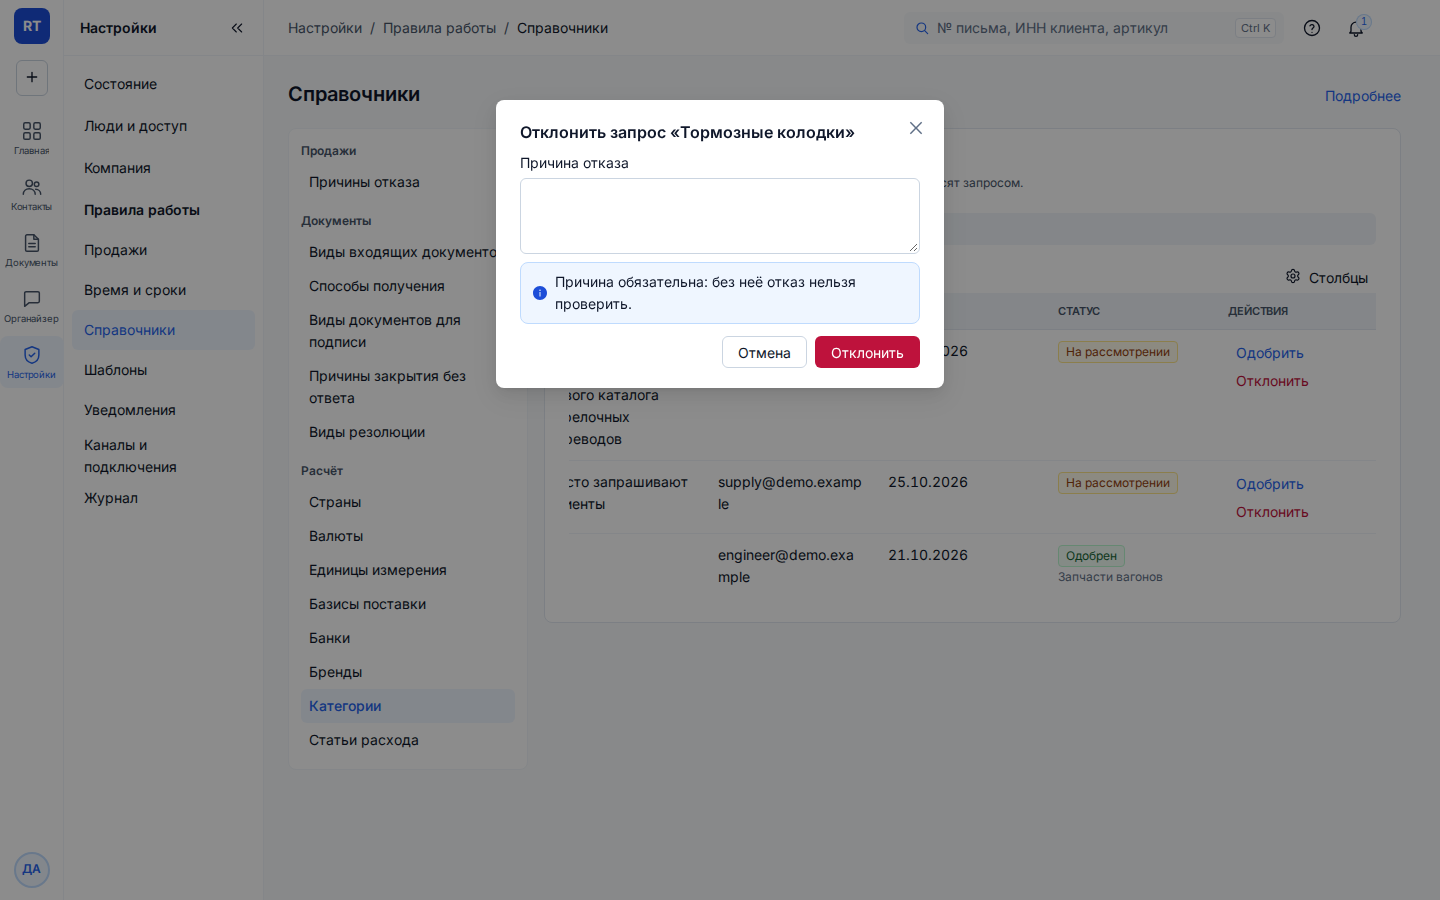 RT
Настройки
Настройки / Правила работы / Справочники
№ письма, ИНН клиента, артикул
Ctrl K
1
Главная
Контакты
Документы
Органайзер
Настройки
ДА
Состояние
Люди и доступ
Компания
Правила работы
Продажи
Время и сроки
Справочники
Шаблоны
Уведомления
Каналы и
подключения
Журнал
Справочники
Подробнее
Продажи
Причины отказа
Документы
Виды входящих документо
Способы получения
Виды документов для
подписи
Причины закрытия без
ответа
Виды резолюции
Расчёт
Страны
Валюты
Единицы измерения
Базисы поставки
Банки
Бренды
Категории
Статьи расхода
Отклонить запрос «Тормозные колодки»
Причина отказа
Причина обязательна: без неё отказ нельзя
проверить.
Отмена
Отклонить
сят запросом.
Столбцы
СТАТУС
ДЕЙСТВИЯ
26
На рассмотрении
Одобрить
Отклонить
вого каталога
релочных
реводов
сто запрашивают
иенты
supply@demo.examp
le
25.10.2026
На рассмотрении
Одобрить
Отклонить
engineer@demo.exa
mple
21.10.2026
Одобрен
Запчасти вагонов